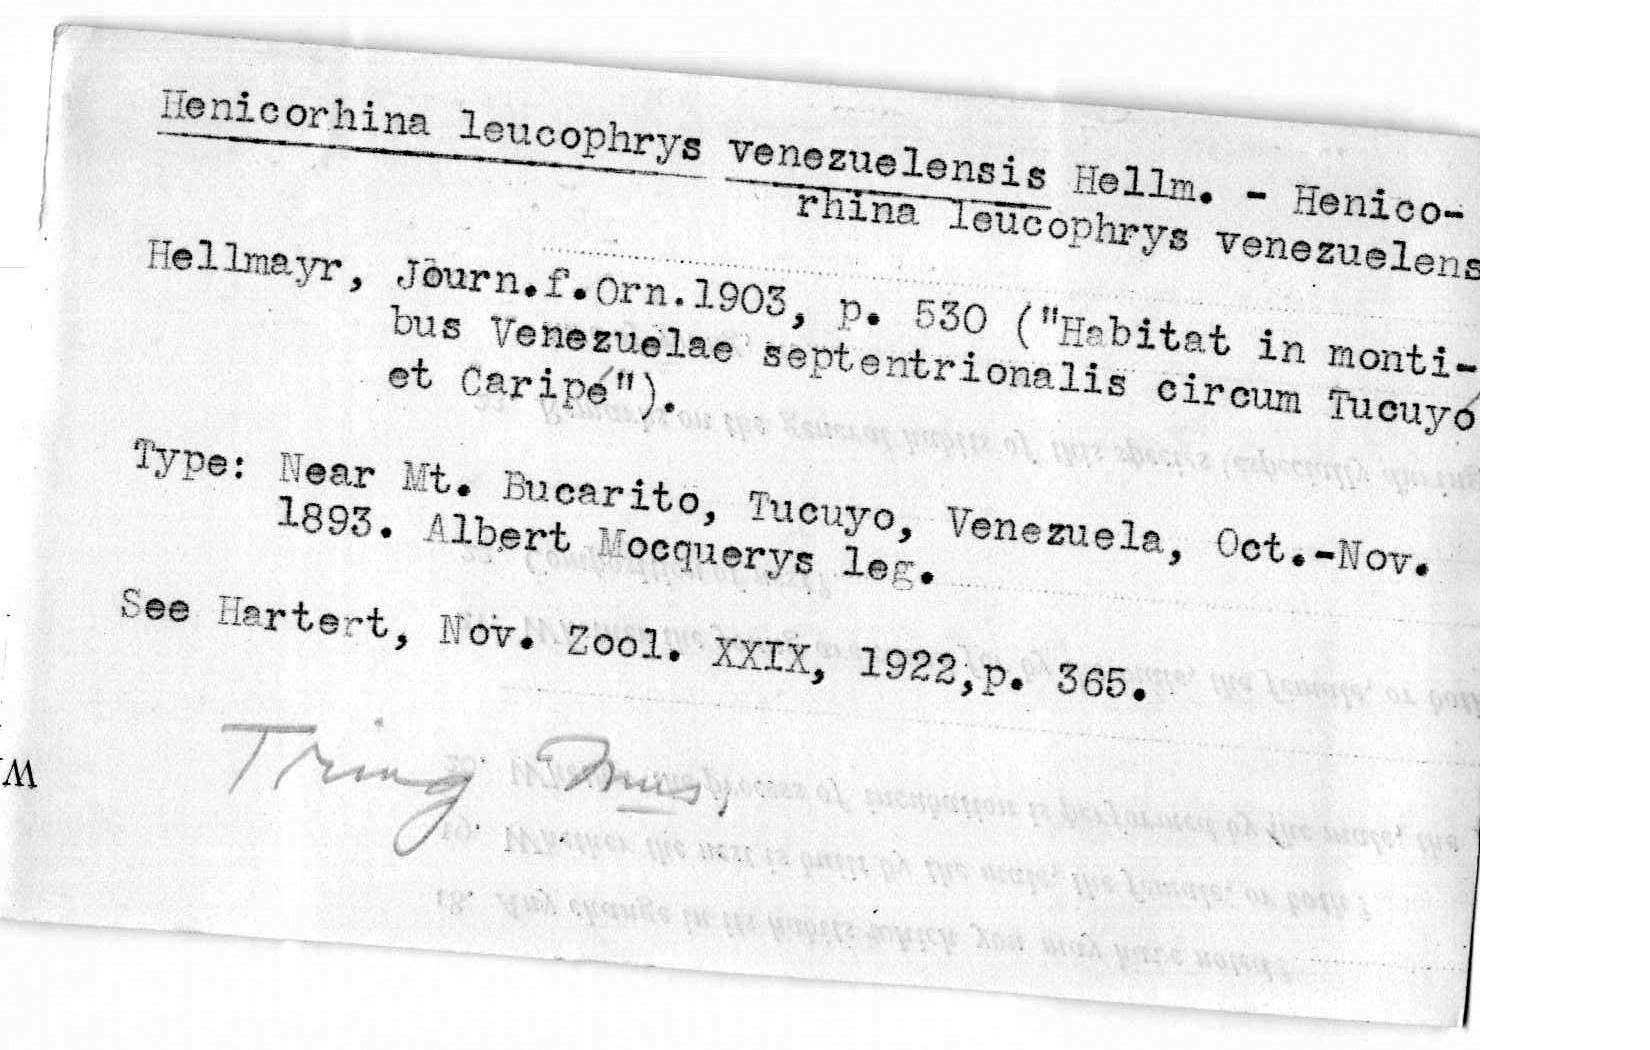 Henicorhina leucophrys venezuelensis Hellm. - Henico-
rhina leucophrys venezuelens
Hellmayr, Journ.f.Orn.1903, p. 530 ("Habitat in monti-
bus Venezuelae septentrionalis circum Tucuyó
et Caripé").
Type: Near Mt. Bucarito, Tucuyo, Venezuela, Oct.-Nov.
1893. Albert Mocquerys leg.
See Hartert, Nov. Zool. XXIX, 1922,p. 365.
Tring Mus.